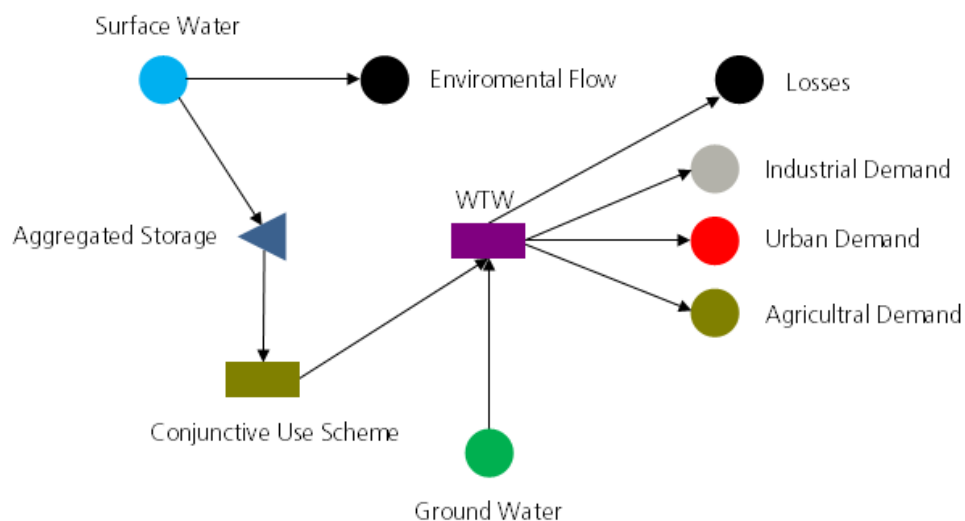 Surface Water
Enviromental Flow
Losses
Industrial Demand
WTW
Aggregated Storage
Urban Demand
Agricultral Demand
Conjunctive Use Scheme
Ground Water